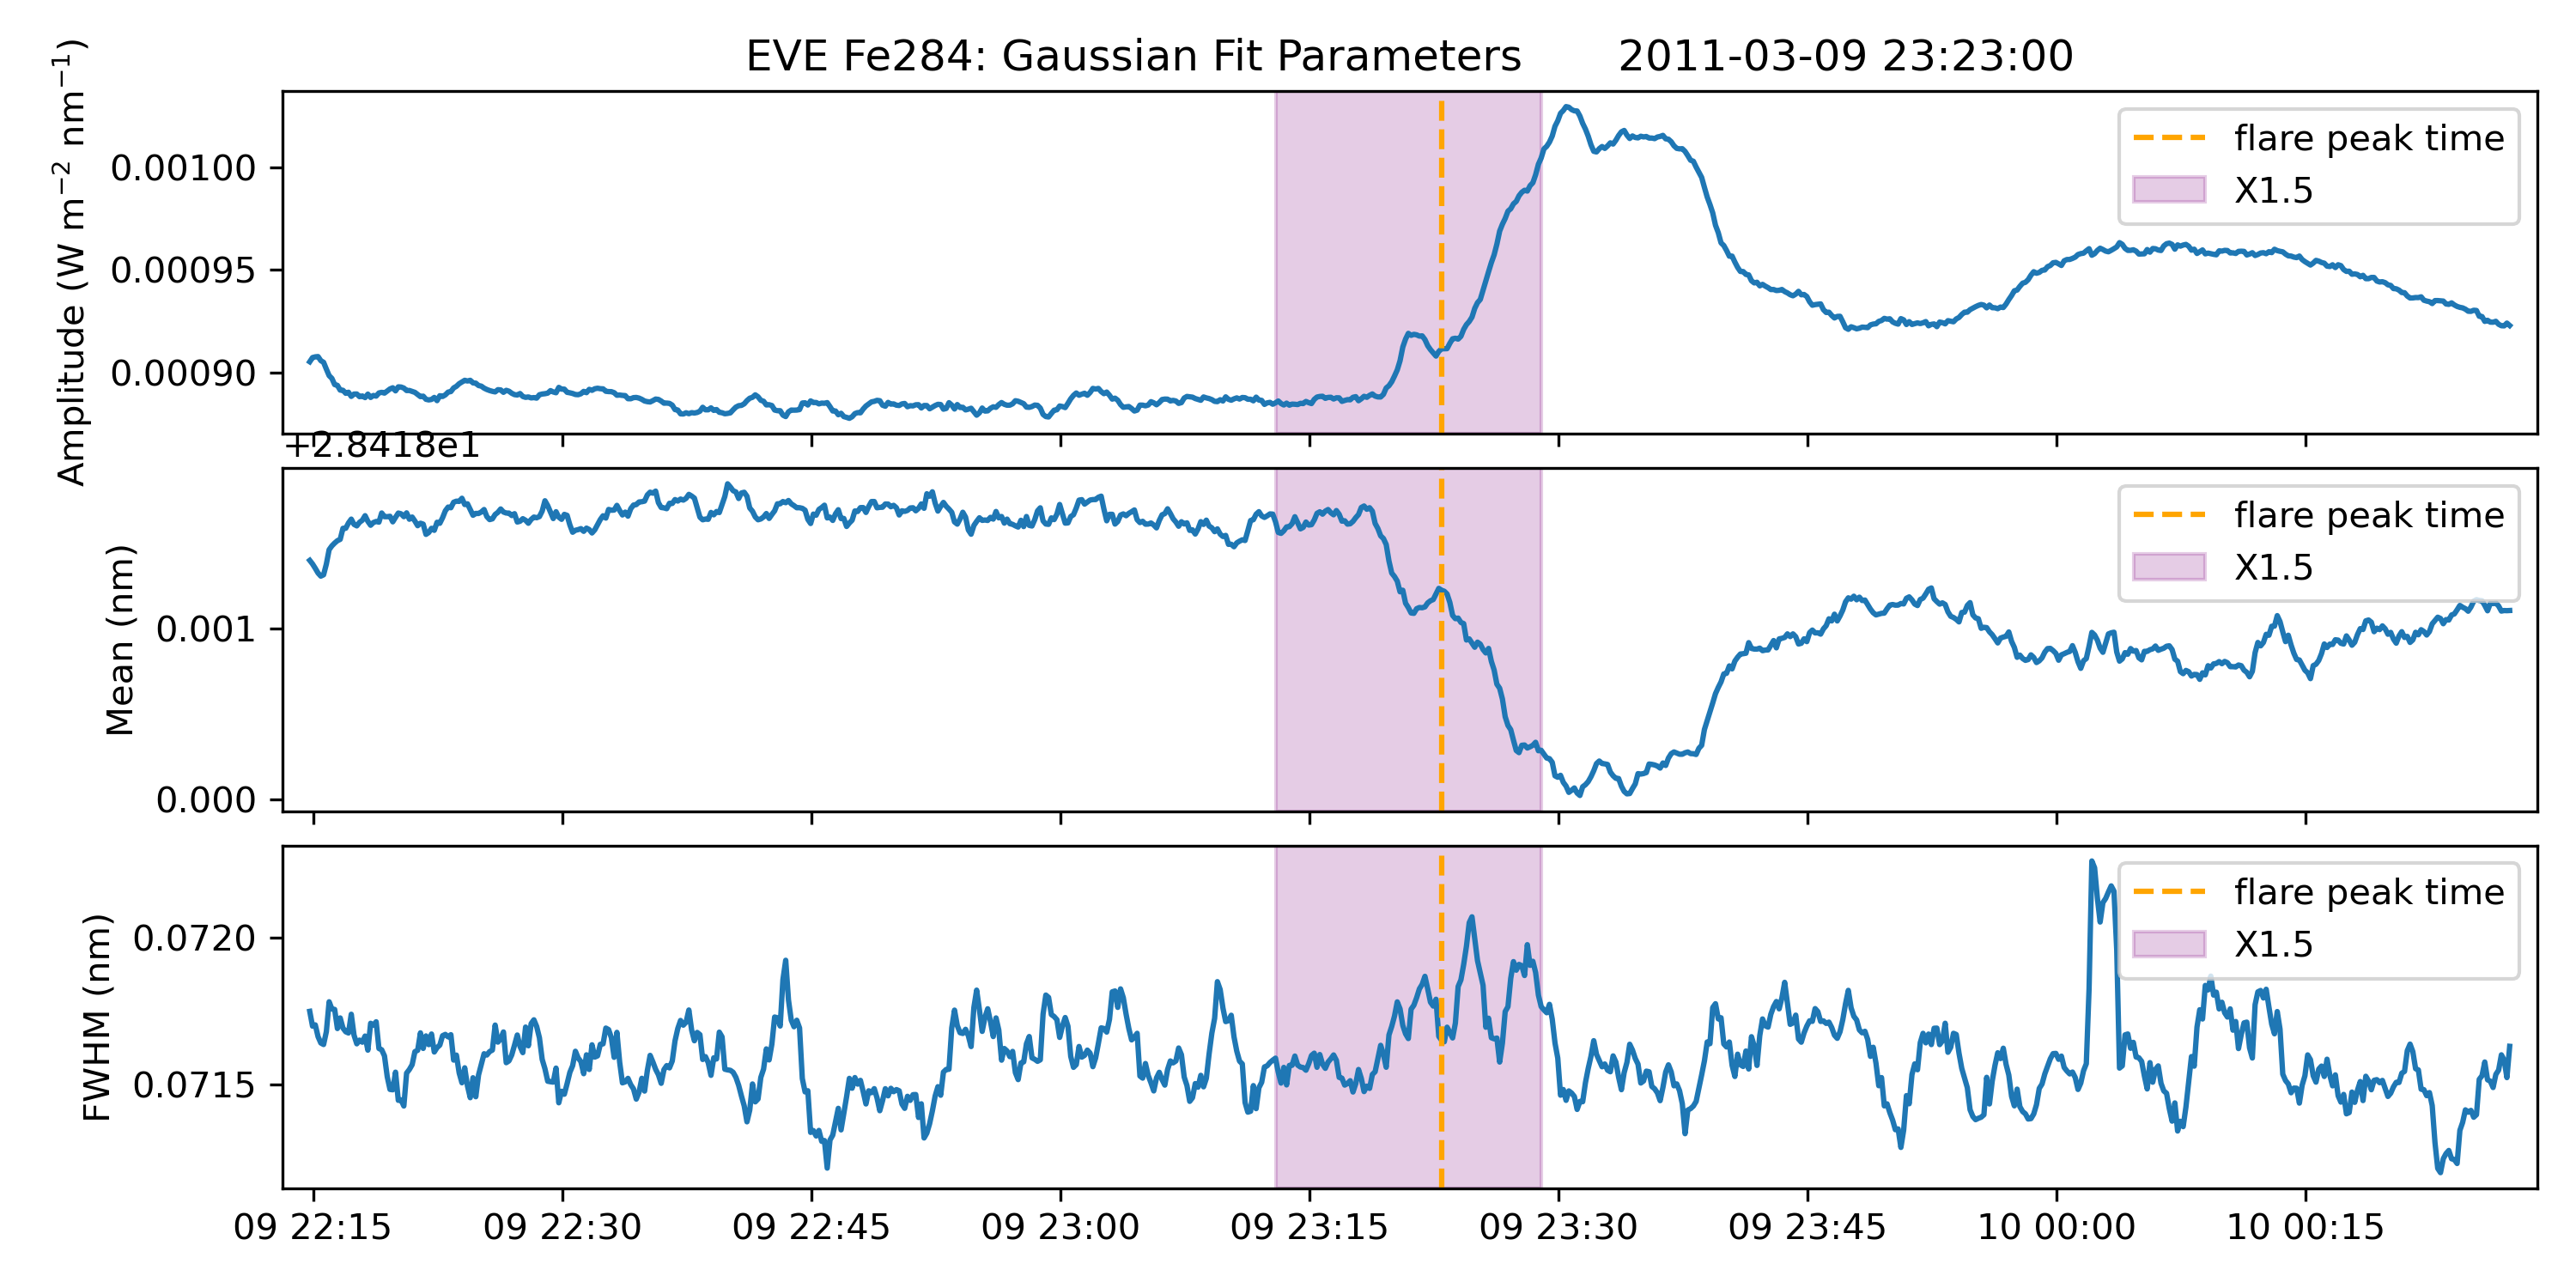 EVE Fe284: Gaussian Fit Parameters 2011-03-09 23:23:00
Amplitude (W m⁻² nm⁻¹)
0.00100
0.00095
0.00090
flare peak time
X1.5
+2.8418e1
Mean (nm)
0.001
0.000
flare peak time
X1.5
FWHM (nm)
0.0720
0.0715
flare peak time
X1.5
09 22:15 09 22:30 09 22:45 09 23:00 09 23:15 09 23:30 09 23:45 10 00:00 10 00:15